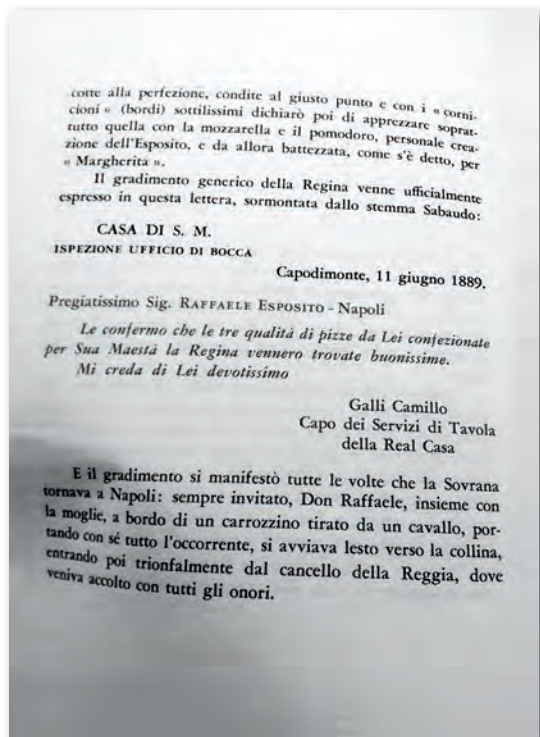 cotte alla perfezione, condite al giusto punto e con i « corni-
cioni » (bordi) sottilissimi dichiarò poi di apprezzare soprat-
tutto quella con la mozzarella e il pomodoro, personale crea-
zione dell'Esposito, e da allora battezzata, come s'è detto, per
« Margherita ».
Il gradimento generico della Regina venne ufficialmente
espresso in questa lettera, sormontata dallo stemma Sabaudo:
CASA DI S. M.
ISPEZIONE UFFICIO DI BOCCA
Capodimonte, 11 giugno 1889.
Pregiatissimo Sig. RAFFAELE ESPOSITO - Napoli
Le confermo che le tre qualità di pizze da Lei confezionate
per Sua Maestà la Regina vennero trovate buonissime.
Mi creda di Lei devotissimo
Galli Camillo
Capo dei Servizi di Tavola
della Real Casa
E il gradimento si manifestò tutte le volte che la Sovrana
tornava a Napoli: sempre invitato, Don Raffaele, insieme con
la moglie, a bordo di un carrozzino tirato da un cavallo, por-
tando con sé tutto l'occorrente, si avviava lesto verso la collina,
entrando poi trionfalmente dal cancello della Reggia, dove
veniva accolto con tutti gli onori.